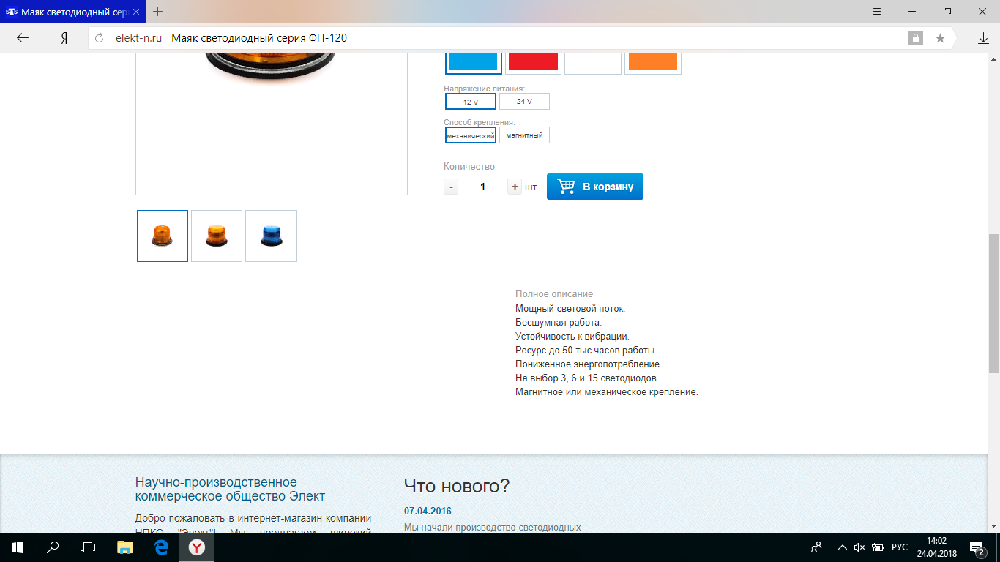 STS Маяк светодиодный сер
elekt-n.ru Маяк светодиодный серия ФП-120
Напряжение питания:
12 V 24 V
Способ крепления:
механический магнитный
Количество
- 1 + шт В корзину
Полное описание
Мощный световой поток.
Бесшумная работа.
Устойчивость к вибрации.
Ресурс до 50 тыс часов работы.
Пониженное энергопотребление.
На выбор 3, 6 и 15 светодиодов.
Магнитное или механическое крепление.
Научно-производственное
коммерческое общество Элект
Добро пожаловать в интернет-магазин компании
НПКО "Элект"! Мы предлагаем широкий
Что нового?
07.04.2016
Мы начали производство светодиодных
РУС
14:02
24.04.2018
2